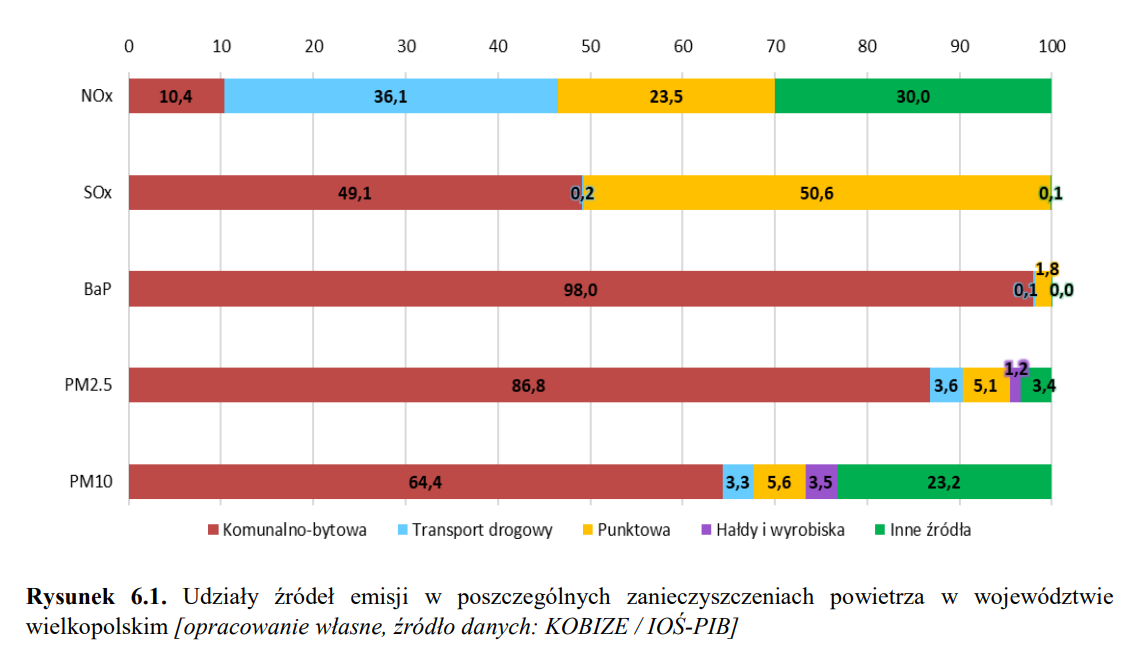 0 10 20 30 40 50 60 70 80 90 100
NOx 10,4 36,1 23,5 30,0
SOx 49,1 0,2 50,6 0,1
1,8
BaP 98,0 0,1 0,0
1,2
PM2.5 86,8 3,6 5,1 3,4
PM10 64,4 3,3 5,6 3,5 23,2
Komunalno-bytowa Transport drogowy Punktowa Hałdy i wyrobiska Inne źródła
Rysunek 6.1. Udziały źródeł emisji w poszczególnych zanieczyszczeniach powietrza w województwie
wielkopolskim [opracowanie własne, źródło danych: KOBIZE / IOŚ-PIB]